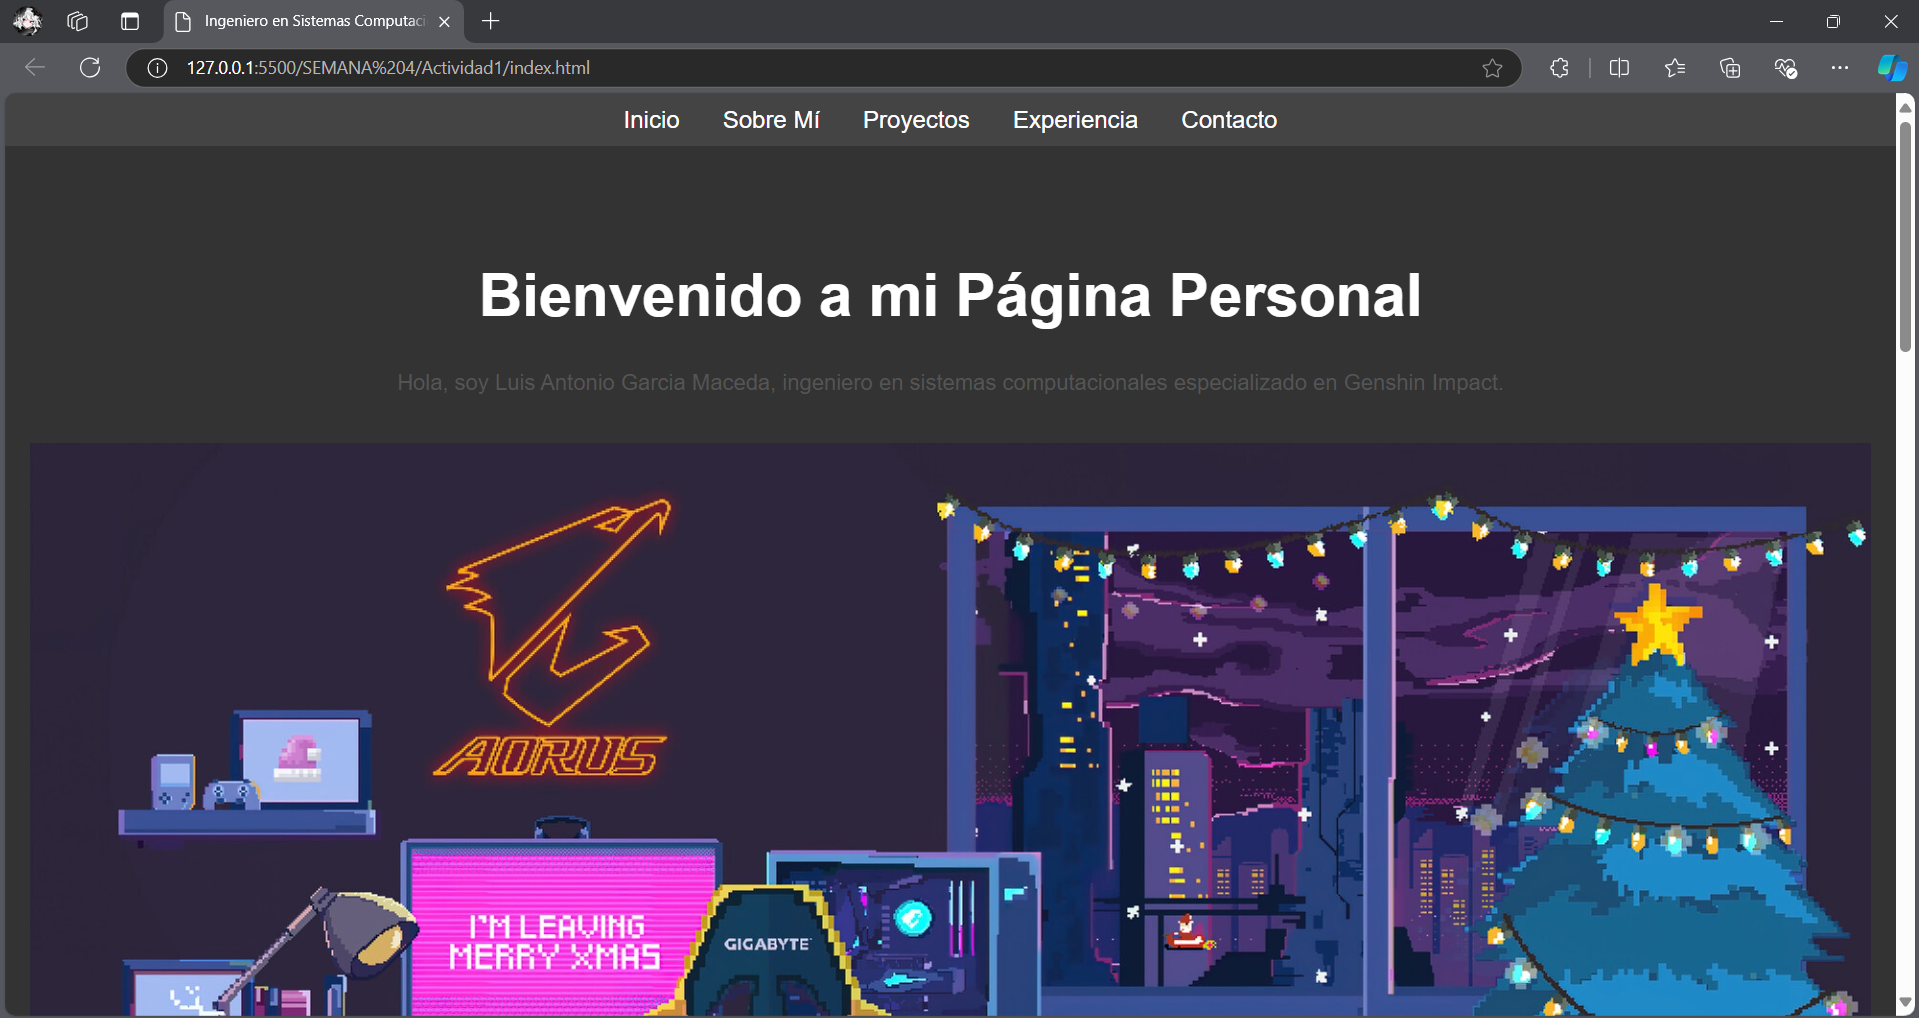 Ingeniero en Sistemas Computaci
127.0.0.1:5500/SEMANA%204/Actividad1/index.html
Inicio Sobre Mí Proyectos Experiencia Contacto
Bienvenido a mi Página Personal
Hola, soy Luis Antonio Garcia Maceda, ingeniero en sistemas computacionales especializado en Genshin Impact.
AORUS
I'M LEAVING
MERRY XMAS
GIGABYTE